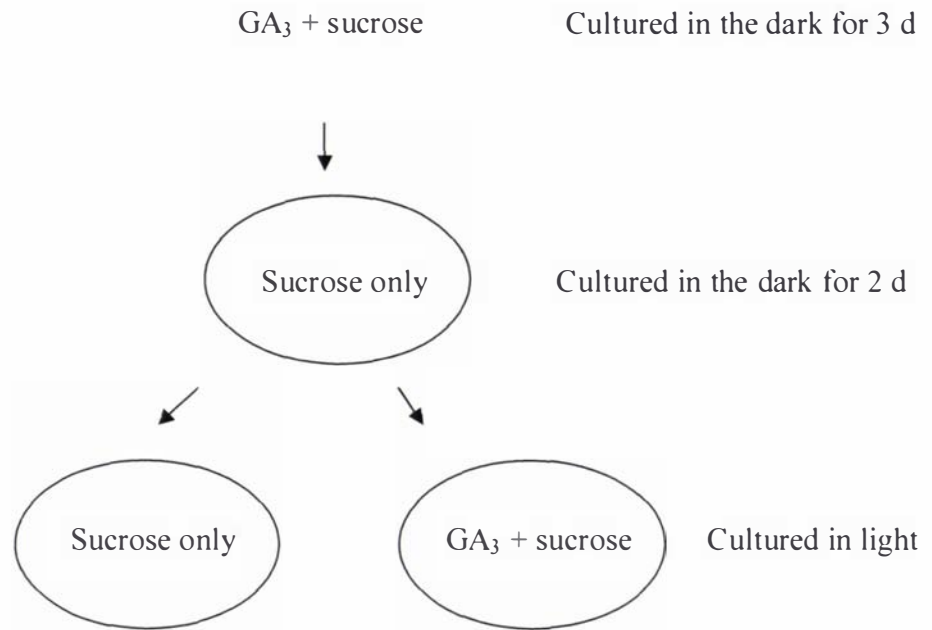 GA₃ + sucrose Cultured in the dark for 3 d
Sucrose only Cultured in the dark for 2 d
Sucrose only GA₃ + sucrose Cultured in light